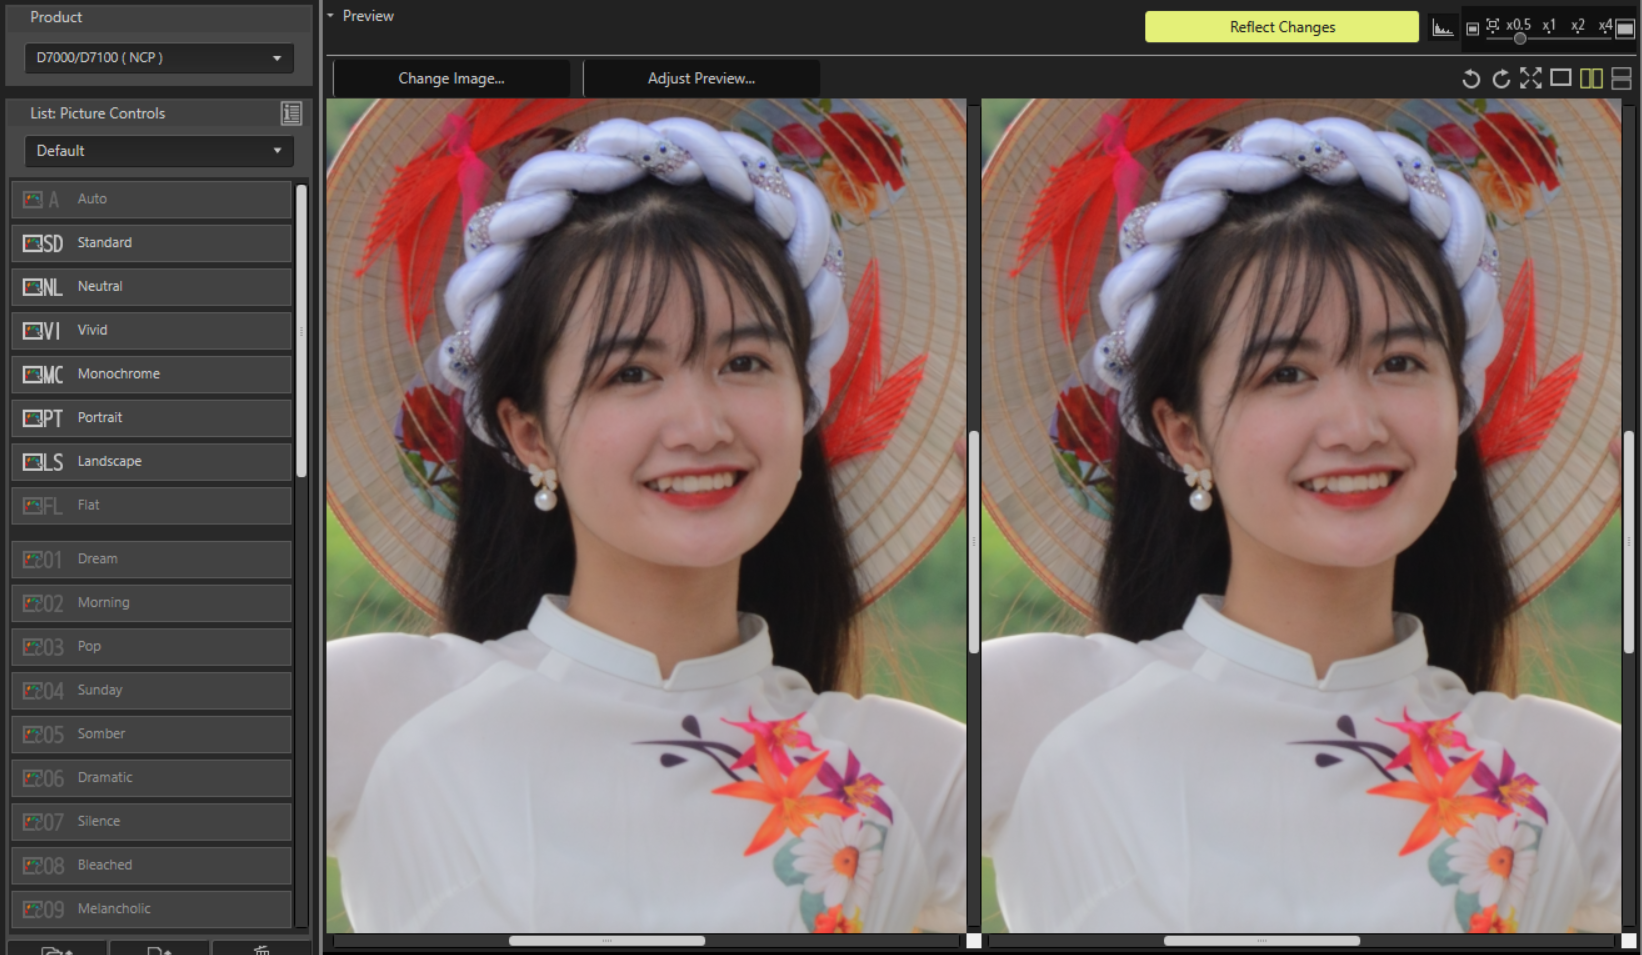 Product
D7000/D7100 ( NCP )
List: Picture Controls
Default
A Auto
SD Standard
NL Neutral
VI Vivid
MC Monochrome
PT Portrait
LS Landscape
FL Flat
01 Dream
02 Morning
03 Pop
04 Sunday
05 Somber
06 Dramatic
07 Silence
08 Bleached
09 Melancholic
Preview
Reflect Changes
x0.5 x1 x2 x4
Change Image...
Adjust Preview...